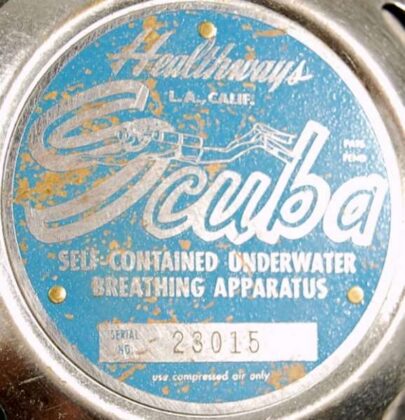 Healthways
L.A., CALIF.
PATS.
PEND
Scuba
SELF-CONTAINED UNDERWATER
BREATHING APPARATUS
SERIAL
NO. 23015
use compressed air only